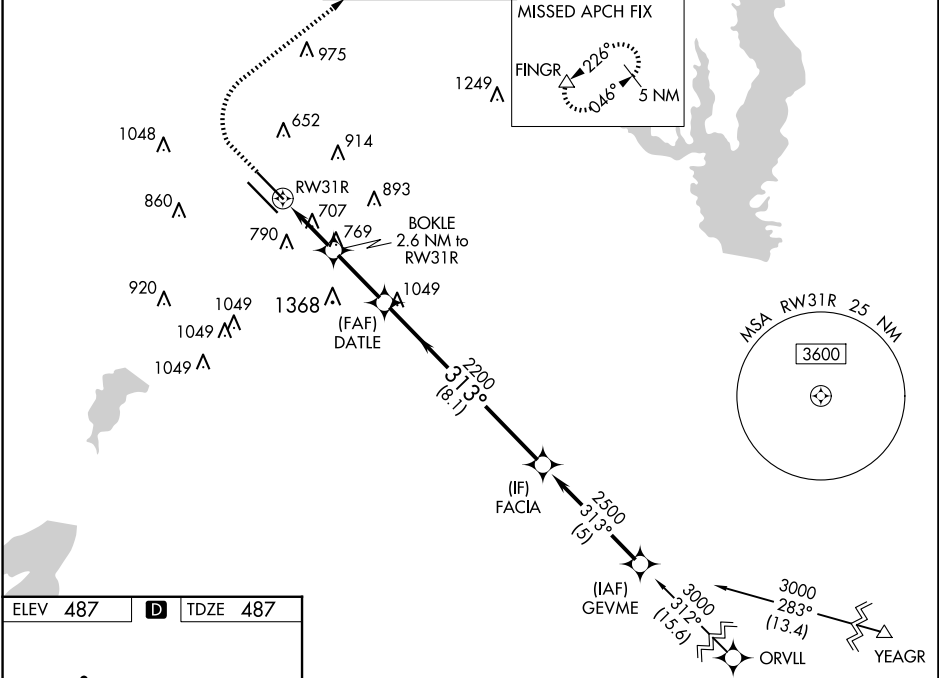 MISSED APCH FIX
FINGR
226°
046°
5 NM
975
1249
652
1048
914
RW31R
893
860
707
BOKLE
2.6 NM to
RW31R
769
790
920
1049
1368
1049
1049
1049
(FAF)
DATLE
MSA RW31R 25 NM
3600
2200
313°
(8.1)
(IF)
FACIA
2500
313°
(5)
(IAF)
GEVME
3000
312°
(15.6)
3000
283°
(13.4)
ORVLL
YEAGR
ELEV 487
D
TDZE 487